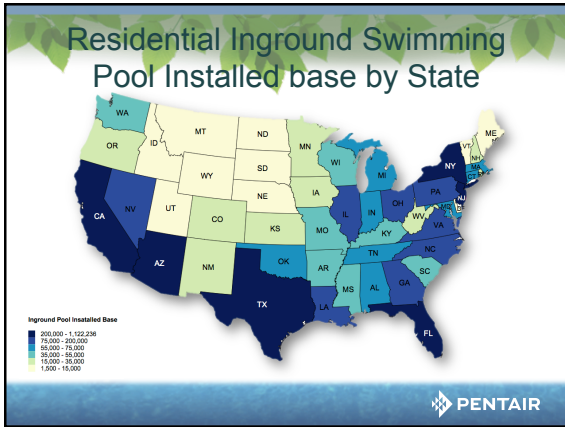 Residential Inground Swimming
Pool Installed base by State
WA
OR
ID
MT
ND
MN
WI
MI
VT
ME
NH
NY
MA
CT
CA
NV
UT
WY
SD
NE
IA
IL
IN
OH
PA
NJ
CO
KS
MO
KY
WV
VA
AZ
NM
OK
AR
TN
NC
SC
TX
LA
MS
AL
GA
FL
Inground Pool Installed Base
200,000 - 1,122,236
75,000 - 200,000
55,000 - 75,000
35,000 - 55,000
15,000 - 35,000
1,500 - 15,000
PENTAIR